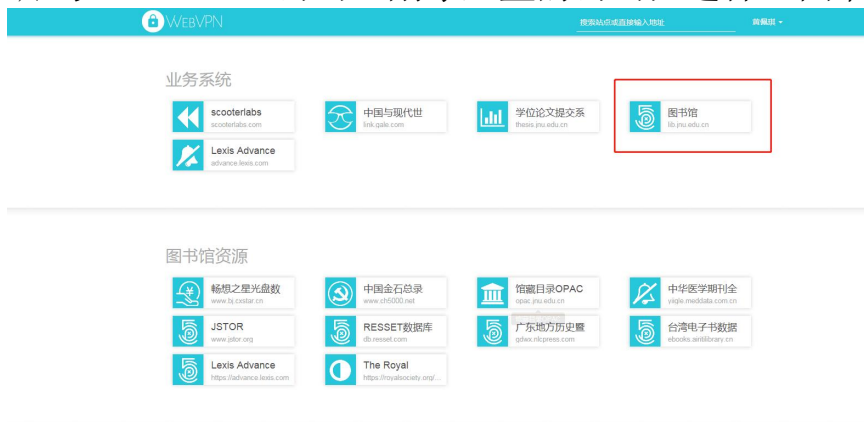 WEBVPN
搜索站点或直接输入地址
黄佩琪
业务系统
scooterlabs
scooterlabs.com
中国与现代世
link.gale.com
学位论文提交系
thesis.jnu.edu.cn
图书馆
lib.jnu.edu.cn
Lexis Advance
advance.lexis.com
图书馆资源
畅想之星光盘数
www.bj.cxstar.cn
中国金石总录
www.ch5000.net
馆藏目录OPAC
opac.jnu.edu.cn
中华医学期刊全
yiigle.meddata.com.cn
JSTOR
www.jstor.org
RESSET数据库
db.resset.com
广东地方历史暨
gdwx.nlcpress.com
台湾电子书数据
ebooks.airitilibrary.cn
Lexis Advance
https://advance.lexis.com
The Royal
https://royalsociety.org/...